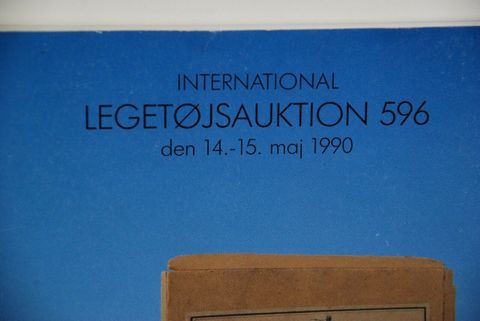 INTERNATIONAL
LEGETØJSAUKTION 596
den 14.-15. maj 1990